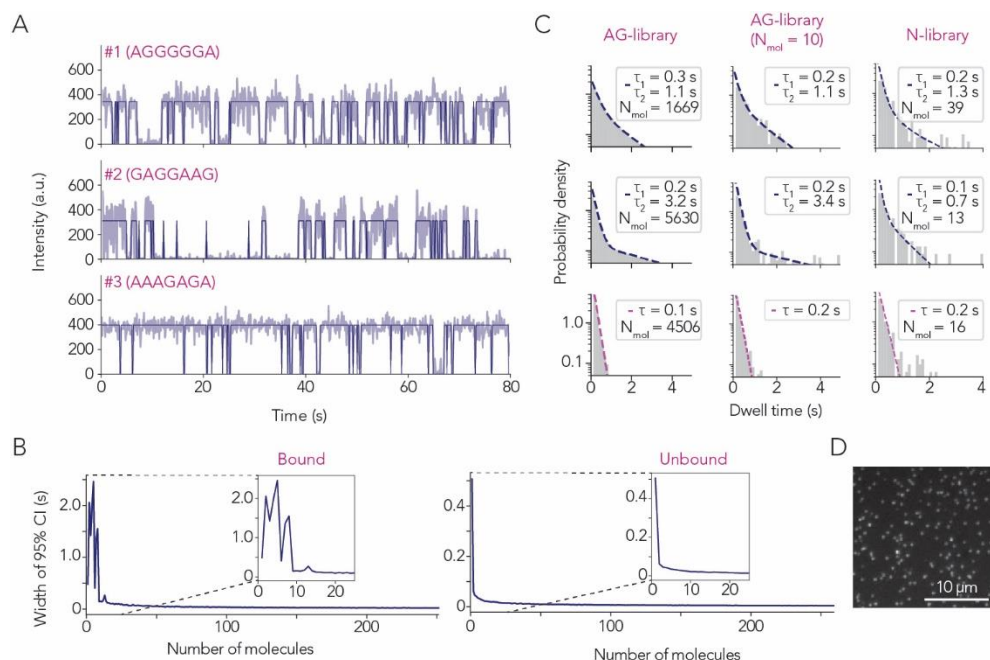 A
#1 (AGGGGGA)
600
400
200
0
#2 (GAGGAAG)
600
400
200
0
#3 (AAAGAGA)
600
400
200
0
Intensity (a.u.)
0 20 40 60 80
Time (s)
C
AG-library
AG-library
(Nmol = 10)
N-library
τ1 = 0.3 s
τ2 = 1.1 s
Nmol = 1669
τ1 = 0.2 s
τ2 = 1.1 s
τ1 = 0.2 s
τ2 = 1.3 s
Nmol = 39
τ1 = 0.2 s
τ2 = 3.2 s
Nmol = 5630
τ1 = 0.2 s
τ2 = 3.4 s
τ1 = 0.1 s
τ2 = 0.7 s
Nmol = 13
τ = 0.1 s
Nmol = 4506
τ = 0.2 s
τ = 0.2 s
Nmol = 16
Probability density
1.0
0.1
0 2 4
0 2 4
0 2 4
Dwell time (s)
B
Bound
Width of 95% CI (s)
2.0
1.0
0
2.0
1.0
0
0 10 20
0 100 200
Number of molecules
Unbound
0.4
0.2
0
0.4
0.2
0
0 10 20
0 100 200
Number of molecules
D
10 μm